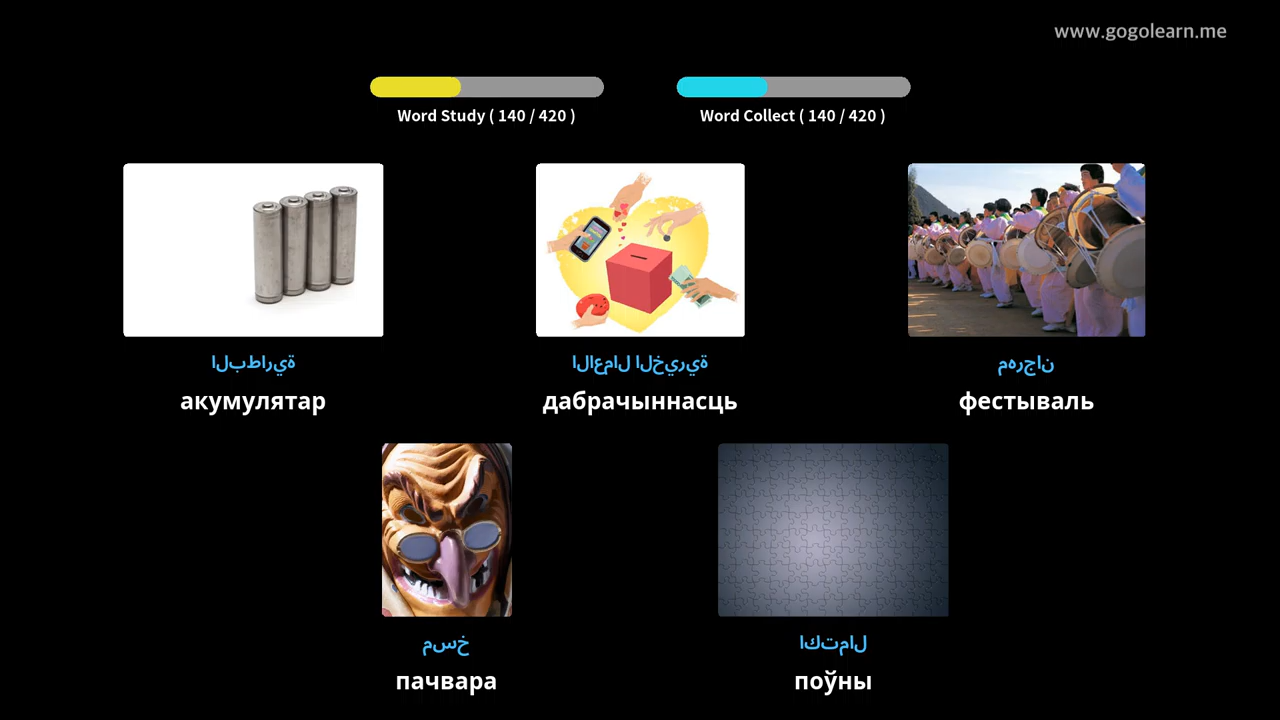 www.gogolearn.me
Word Study ( 140 / 420 )
Word Collect ( 140 / 420 )
البطارية
акумулятар
الاعمال الخيرية
дабрачыннасць
مهرجان
фестываль
مسخ
пачвара
اكتمال
поўны